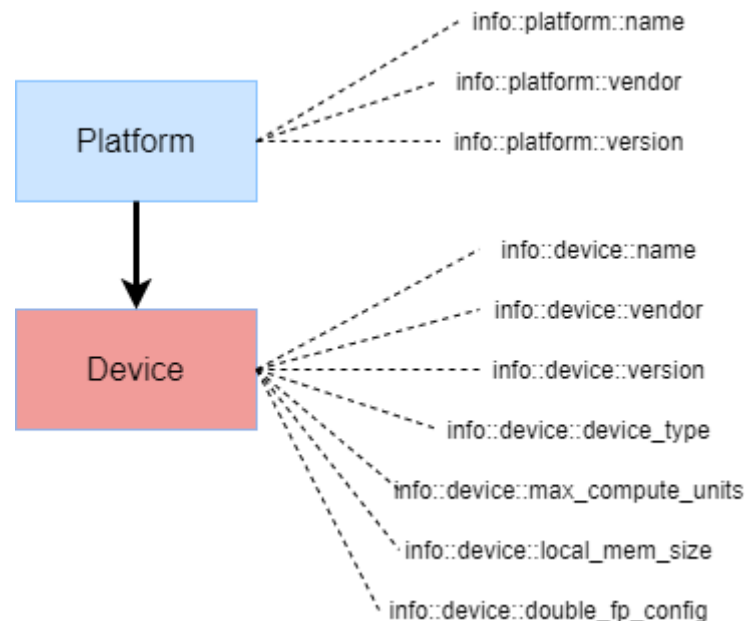 Platform
info::platform::name
info::platform::vendor
info::platform::version
Device
info::device::name
info::device::vendor
info::device::version
info::device::device_type
info::device::max_compute_units
info::device::local_mem_size
info::device::double_fp_config